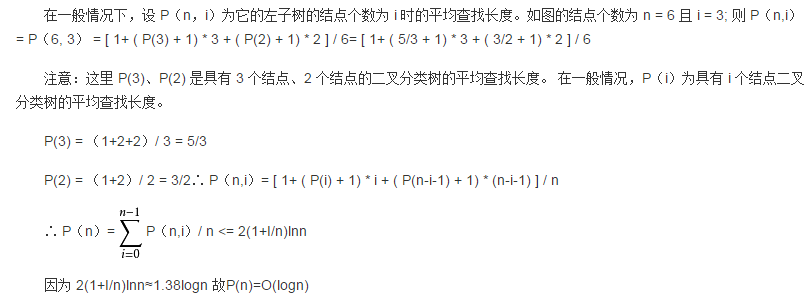 在一般情况下，设 P（n，i）为它的左子树的结点个数为 i 时的平均查找长度。如图的结点个数为 n = 6 且 i = 3; 则 P（n,i）
= P（6, 3） = [ 1+ ( P(3) + 1) * 3 + ( P(2) + 1) * 2 ] / 6= [ 1+ ( 5/3 + 1) * 3 + ( 3/2 + 1) * 2 ] / 6
注意：这里 P(3)、P(2) 是具有 3 个结点、2 个结点的二叉分类树的平均查找长度。 在一般情况，P（i）为具有 i 个结点二叉
分类树的平均查找长度。
P(3) = （1+2+2）/ 3 = 5/3
P(2) = （1+2）/ 2 = 3/2∴ P（n,i）= [ 1+ ( P(i) + 1) * i + ( P(n-i-1) + 1) * (n-i-1) ] / n
∴ P（n）= \sum_{i=0}^{n-1} P（n,i）/ n <= 2(1+I/n)lnn
因为 2(1+I/n)lnn≈1.38logn 故P(n)=O(logn)